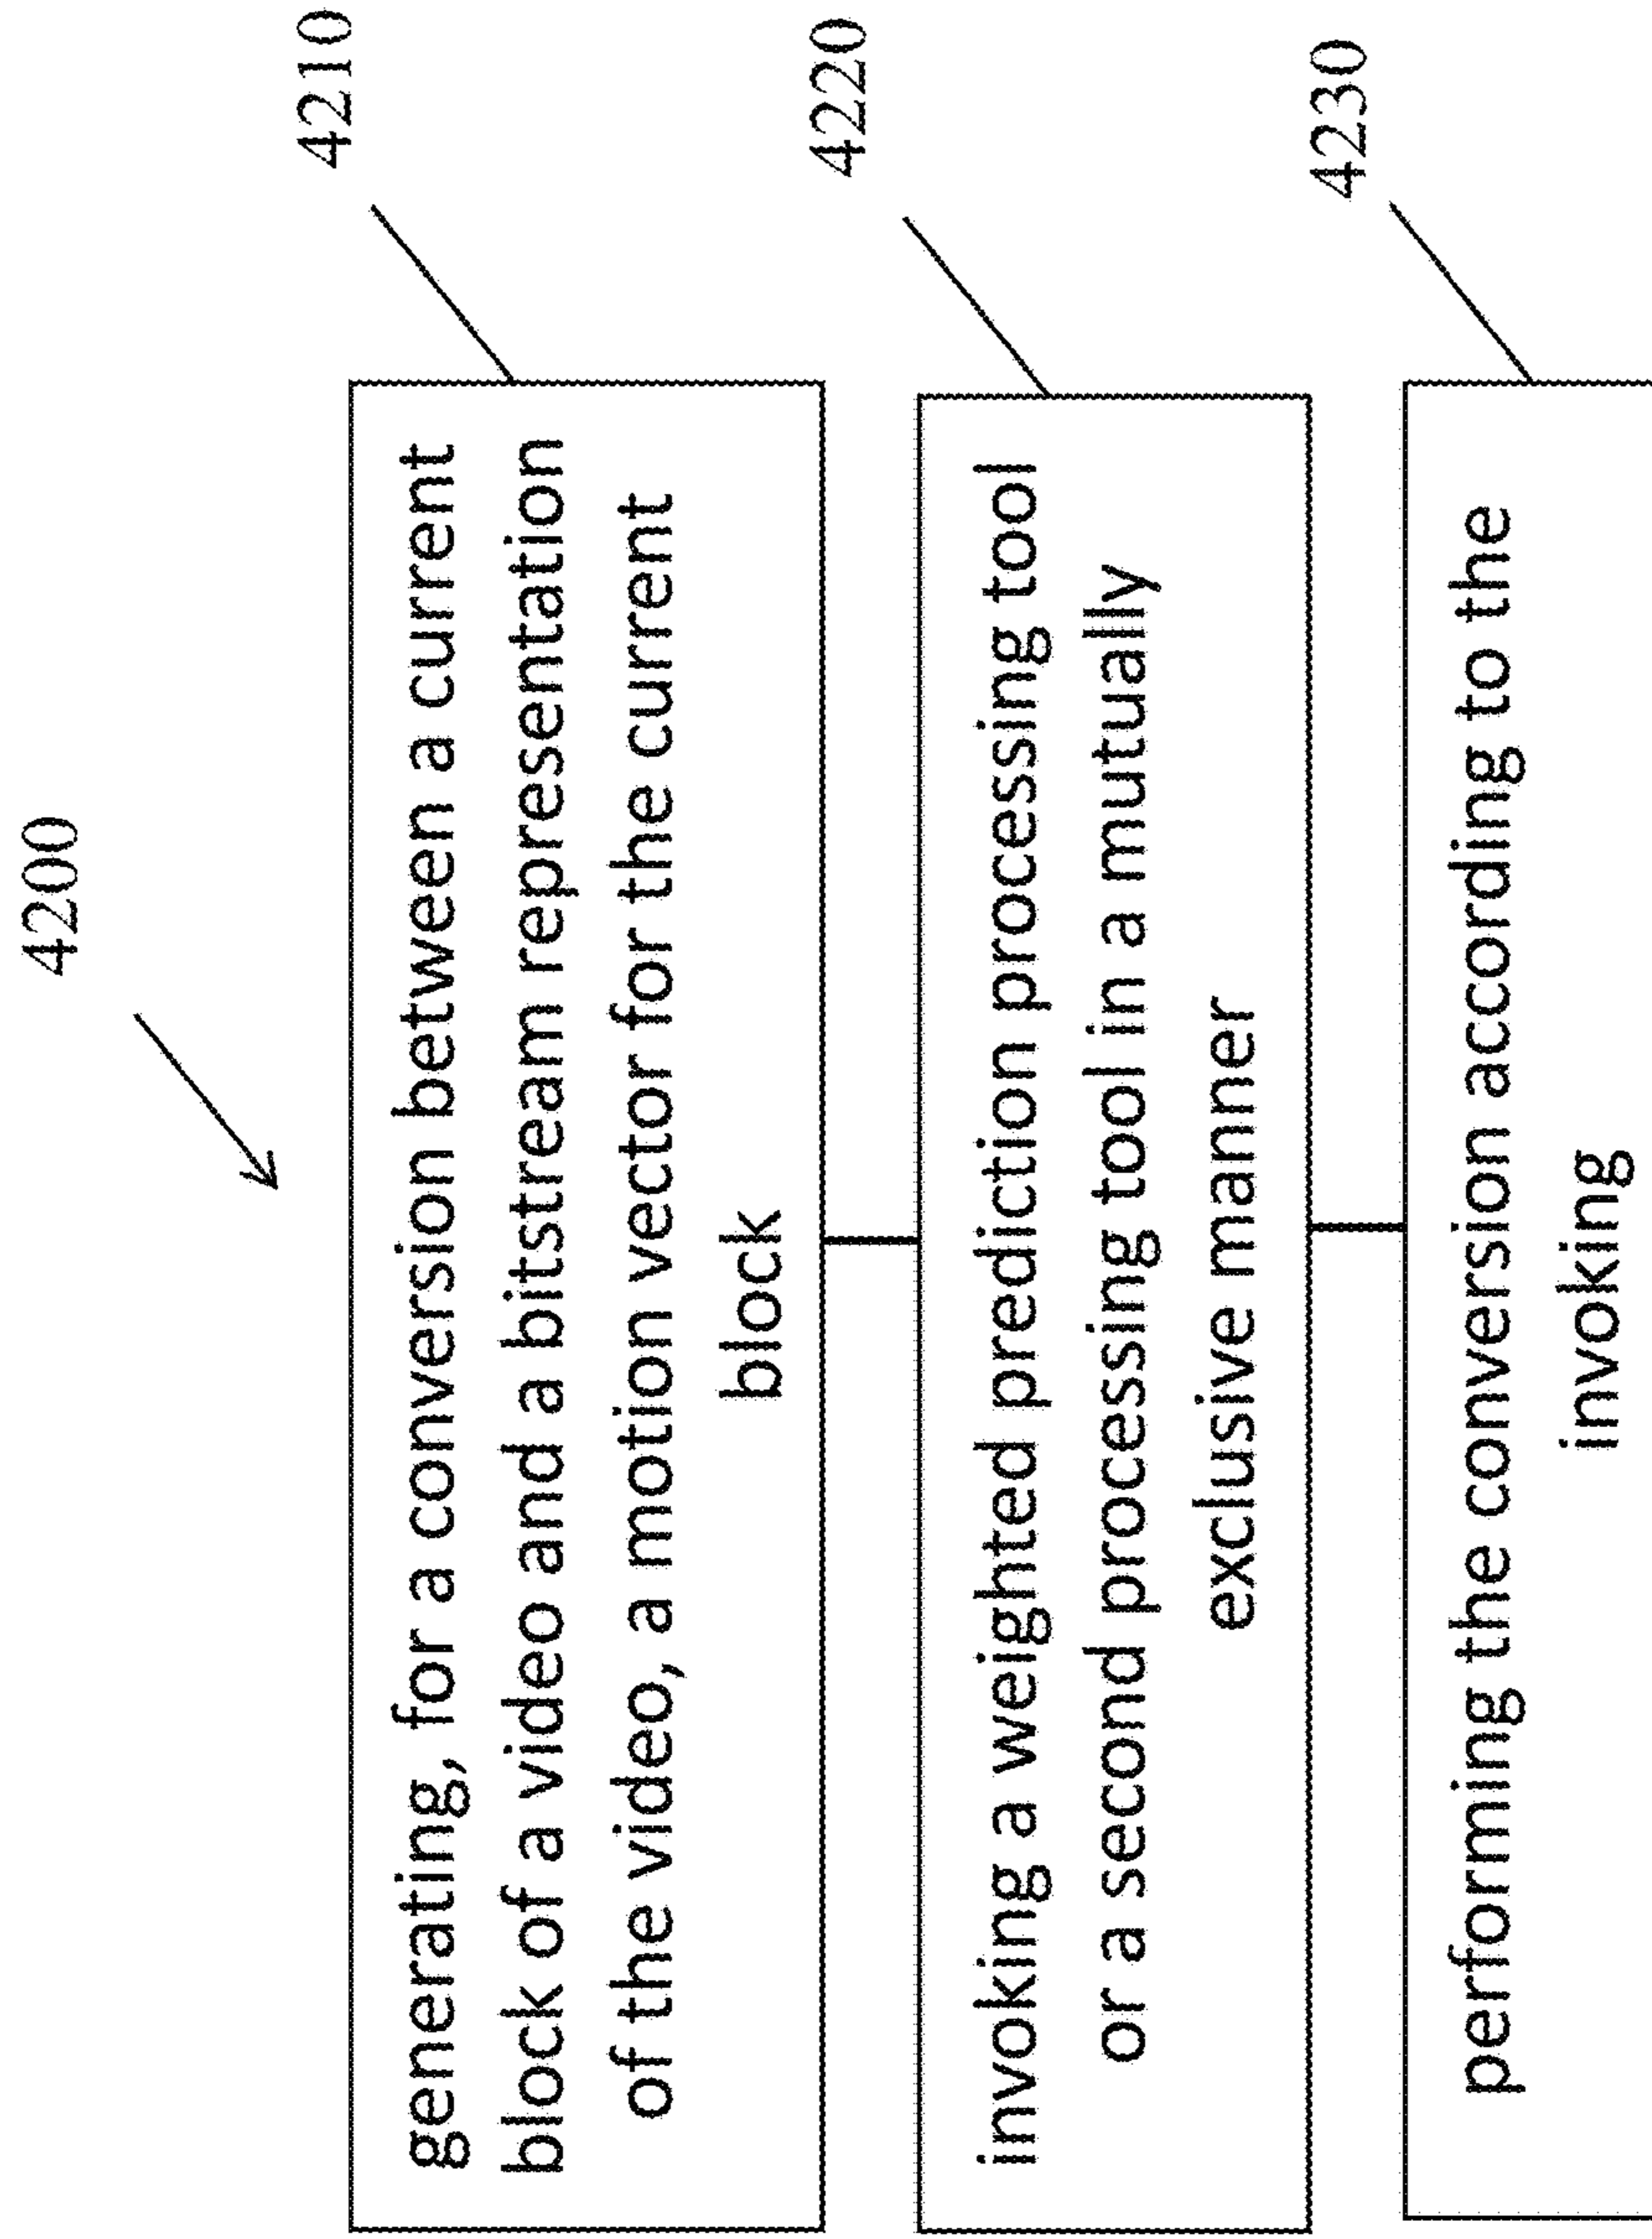 4200
4210
generating, for a conversion between a current
block of a video and a bitstream representation
of the video, a motion vector for the current
block
4220
invoking a weighted prediction processing tool
or a second processing tool in a mutually
exclusive manner
4230
performing the conversion according to the
invoking